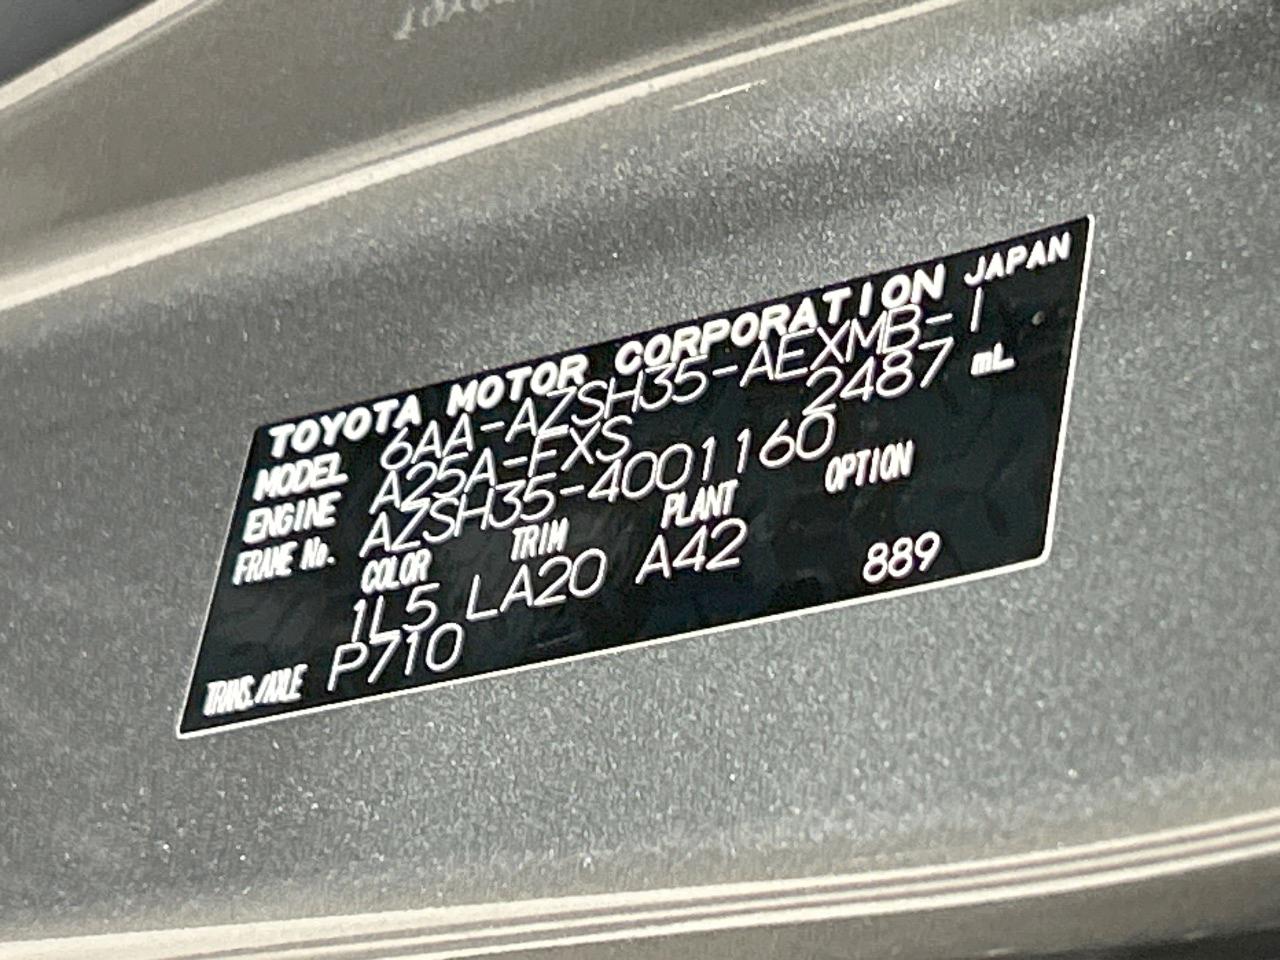 TOYOTA MOTOR CORPORATION JAPAN
MODEL 6AA-AZSH35-AEXMB-1
ENGINE A25A-FXS 2487 mL
FRAME No. AZSH35-4001160
COLOR TRIM PLANT OPTION
1L5 LA20 A42 889
TRANS./AXLE P710